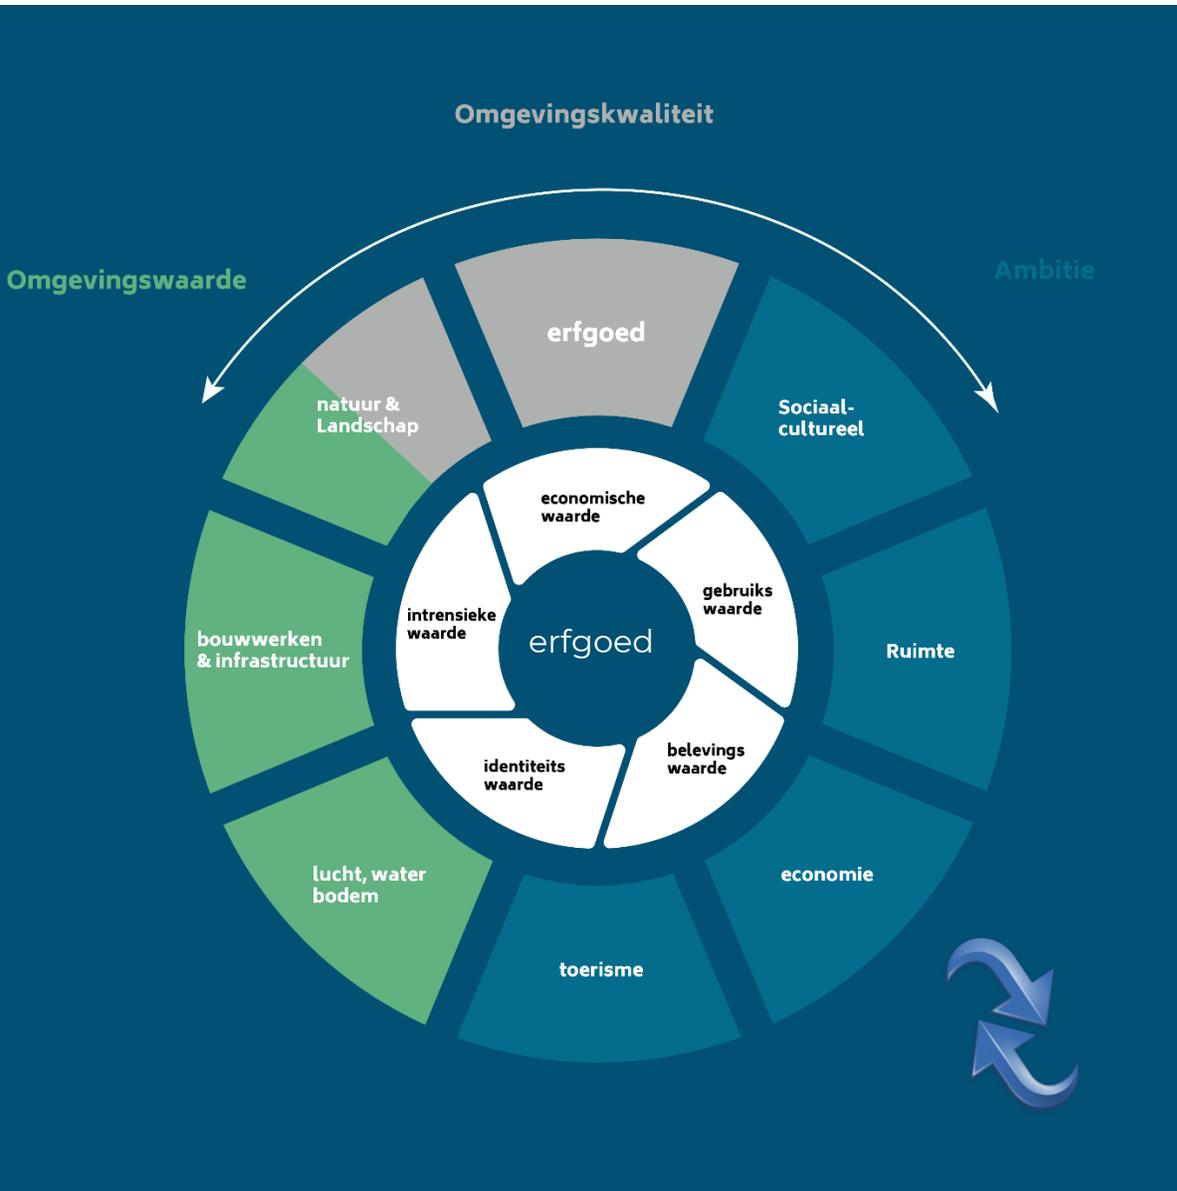 Omgevingskwaliteit
Omgevingswaarde
Ambitie
erfgoed
natuur &
Landschap
Sociaal-
cultureel
economische
waarde
gebruiks
waarde
intrensieke
waarde
erfgoed
bouwwerken
& infrastructuur
Ruimte
belevings
waarde
identiteits
waarde
lucht, water
bodem
economie
toerisme